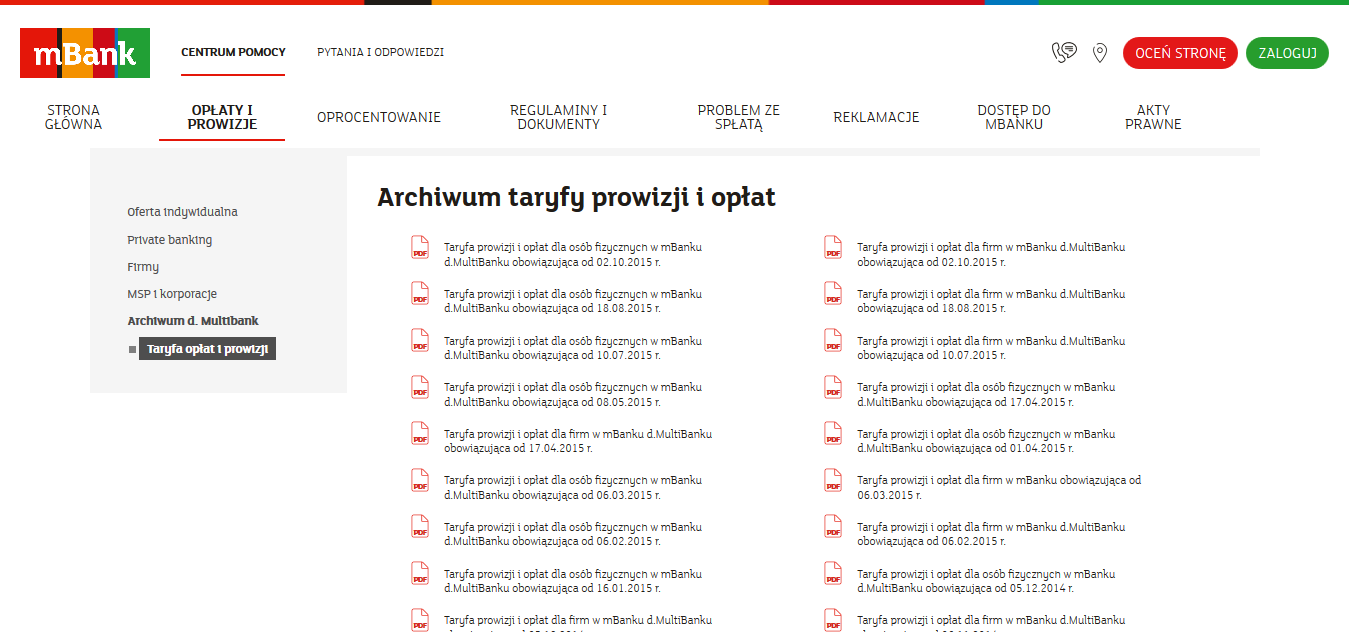 mBank
CENTRUM POMOCY
PYTANIA I ODPOWIEDZI
OCEŃ STRONĘ
ZALOGUJ
STRONA
GŁÓWNA
OPŁATY I
PROWIZJE
OPROCENTOWANIE
REGULAMINY I
DOKUMENTY
PROBLEM ZE
SPŁATĄ
REKLAMACJE
DOSTĘP DO
MBANKU
AKTY
PRAWNE
Oferta indywidualna
Private banking
Firmy
MSP i korporacje
Archiwum d. Multibank
Taryfa opłat i prowizji
Archiwum taryfy prowizji i opłat
PDF
Taryfa prowizji i opłat dla osób fizycznych w mBanku
d.MultiBanku obowiązująca od 02.10.2015 r.
PDF
Taryfa prowizji i opłat dla firm w mBanku d.MultiBanku
obowiązująca od 02.10.2015 r.
PDF
Taryfa prowizji i opłat dla osób fizycznych w mBanku
d.MultiBanku obowiązująca od 18.08.2015 r.
PDF
Taryfa prowizji i opłat dla firm w mBanku d.MultiBanku
obowiązująca od 18.08.2015 r.
PDF
Taryfa prowizji i opłat dla osób fizycznych w mBanku
d.MultiBanku obowiązująca od 10.07.2015 r.
PDF
Taryfa prowizji i opłat dla firm w mBanku d.MultiBanku
obowiązująca od 10.07.2015 r.
PDF
Taryfa prowizji i opłat dla osób fizycznych w mBanku
d.MultiBanku obowiązująca od 08.05.2015 r.
PDF
Taryfa prowizji i opłat dla osób fizycznych w mBanku
d.MultiBanku obowiązująca od 17.04.2015 r.
PDF
Taryfa prowizji i opłat dla firm w mBanku d.MultiBanku
obowiązująca od 17.04.2015 r.
PDF
Taryfa prowizji i opłat dla osób fizycznych w mBanku
d.MultiBanku obowiązująca od 01.04.2015 r.
PDF
Taryfa prowizji i opłat dla osób fizycznych w mBanku
d.MultiBanku obowiązująca od 06.03.2015 r.
PDF
Taryfa prowizji i opłat dla firm w mBanku obowiązująca od
06.03.2015 r.
PDF
Taryfa prowizji i opłat dla osób fizycznych w mBanku
d.MultiBanku obowiązująca od 06.02.2015 r.
PDF
Taryfa prowizji i opłat dla firm w mBanku d.MultiBanku
obowiązująca od 06.02.2015 r.
PDF
Taryfa prowizji i opłat dla osób fizycznych w mBanku
d.MultiBanku obowiązująca od 16.01.2015 r.
PDF
Taryfa prowizji i opłat dla osób fizycznych w mBanku
d.MultiBanku obowiązująca od 05.12.2014 r.
PDF
Taryfa prowizji i opłat dla firm w mBanku d.MultiBanku
PDF
Taryfa prowizji i opłat dla firm w mBanku d.MultiBanku